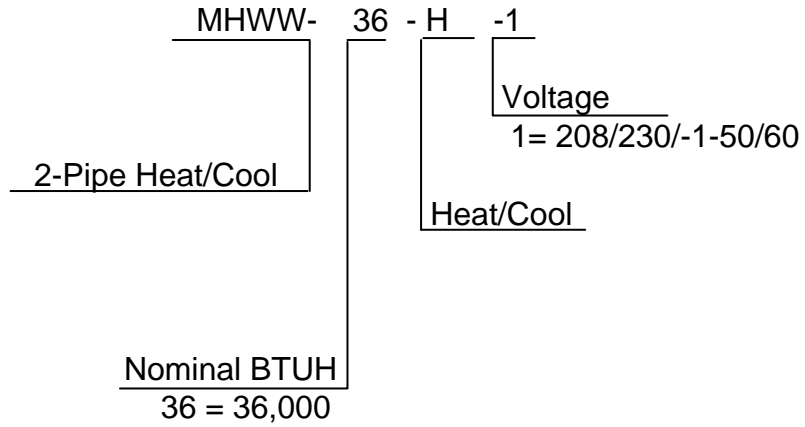 MHWW- 36 - H -1
Voltage
1= 208/230/-1-50/60
2-Pipe Heat/Cool
Heat/Cool
Nominal BTUH
36 = 36,000